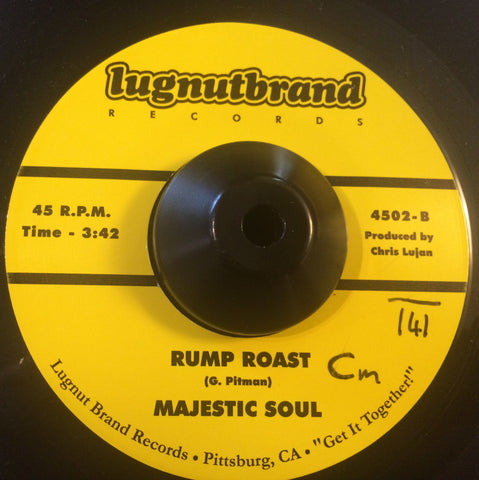 lugnutbrand
RECORDS
45 R.P.M.
Time - 3:42
4502-B
Produced by
Chris Lujan
141
Cm
RUMP ROAST
(G. Pitman)
MAJESTIC SOUL
Lugnut Brand Records • Pittsburg, CA • "Get It Together!"